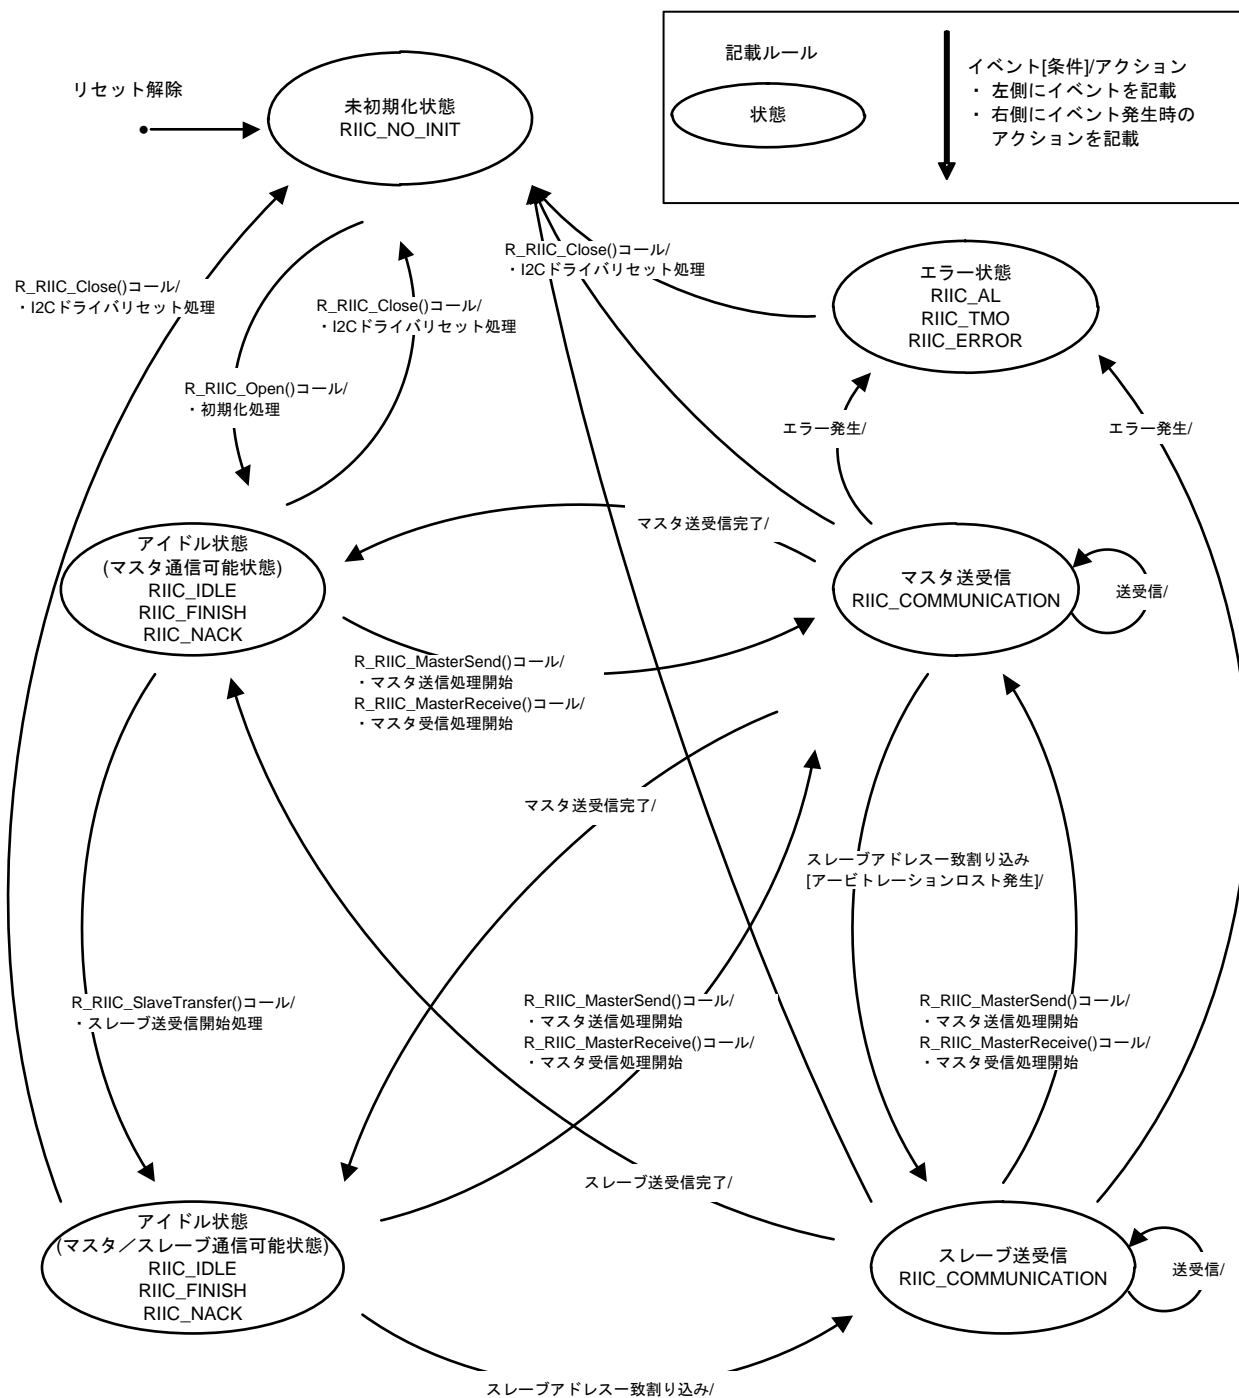 記載ルール
状態
イベント[条件]/アクション
・ 左側にイベントを記載
・ 右側にイベント発生時の
アクションを記載
リセット解除
未初期化状態
RIIC_NO_INIT
R_RIIC_Close()コール/
・I2Cドライバリセット処理
R_RIIC_Close()コール/
・I2Cドライバリセット処理
R_RIIC_Close()コール/
・I2Cドライバリセット処理
エラー状態
RIIC_AL
RIIC_TMO
RIIC_ERROR
R_RIIC_Open()コール/
・初期化処理
エラー発生/
エラー発生/
マスタ送受信完了/
アイドル状態
(マスタ通信可能状態)
RIIC_IDLE
RIIC_FINISH
RIIC_NACK
マスタ送受信
RIIC_COMMUNICATION
送受信/
R_RIIC_MasterSend()コール/
・マスタ送信処理開始
R_RIIC_MasterReceive()コール/
・マスタ受信処理開始
マスタ送受信完了/
スレーブアドレス一致割り込み
[アービトレーションロスト発生]/
R_RIIC_SlaveTransfer()コール/
・スレーブ送受信開始処理
R_RIIC_MasterSend()コール/
・マスタ送信処理開始
R_RIIC_MasterReceive()コール/
・マスタ受信処理開始
R_RIIC_MasterSend()コール/
・マスタ送信処理開始
R_RIIC_MasterReceive()コール/
・マスタ受信処理開始
スレーブ送受信完了/
アイドル状態
(マスタ／スレーブ通信可能状態)
RIIC_IDLE
RIIC_FINISH
RIIC_NACK
スレーブ送受信
RIIC_COMMUNICATION
送受信/
スレーブアドレス一致割り込み/